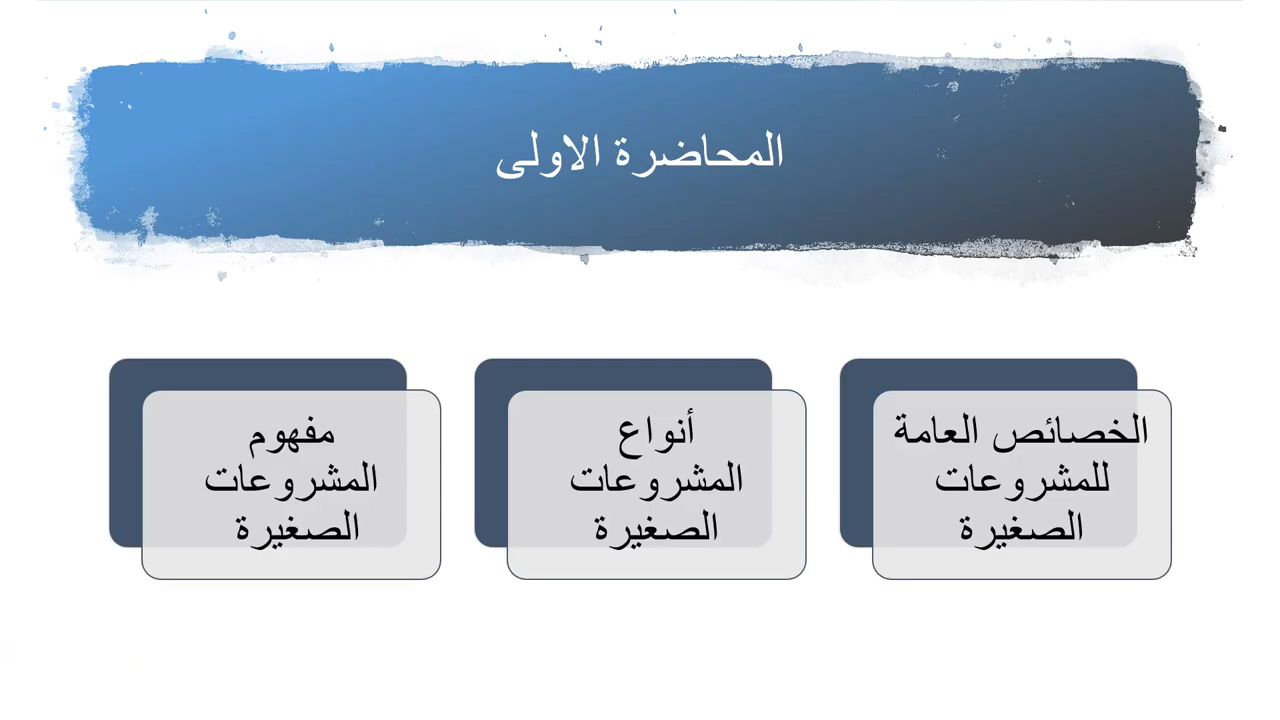 المحاضرة الاولى
الخصائص العامة
للمشروعات
الصغيرة
أنواع
المشروعات
الصغيرة
مفهوم
المشروعات
الصغيرة